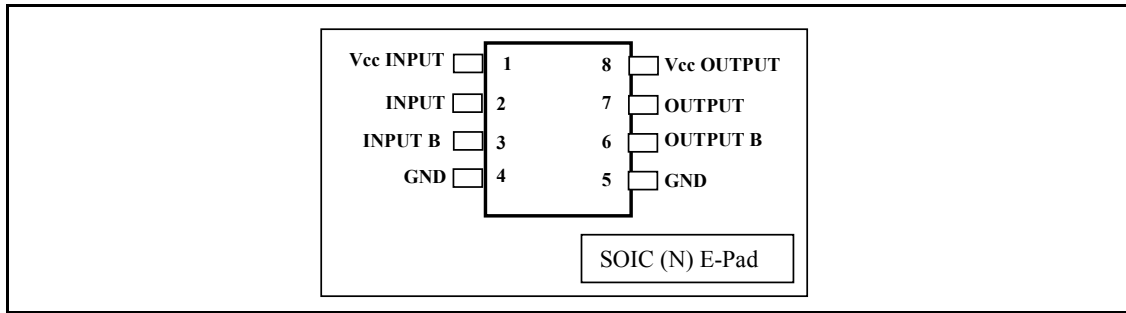 Vcc INPUT 1 8 Vcc OUTPUT
INPUT 2 7 OUTPUT
INPUT B 3 6 OUTPUT B
GND 4 5 GND
SOIC (N) E-Pad